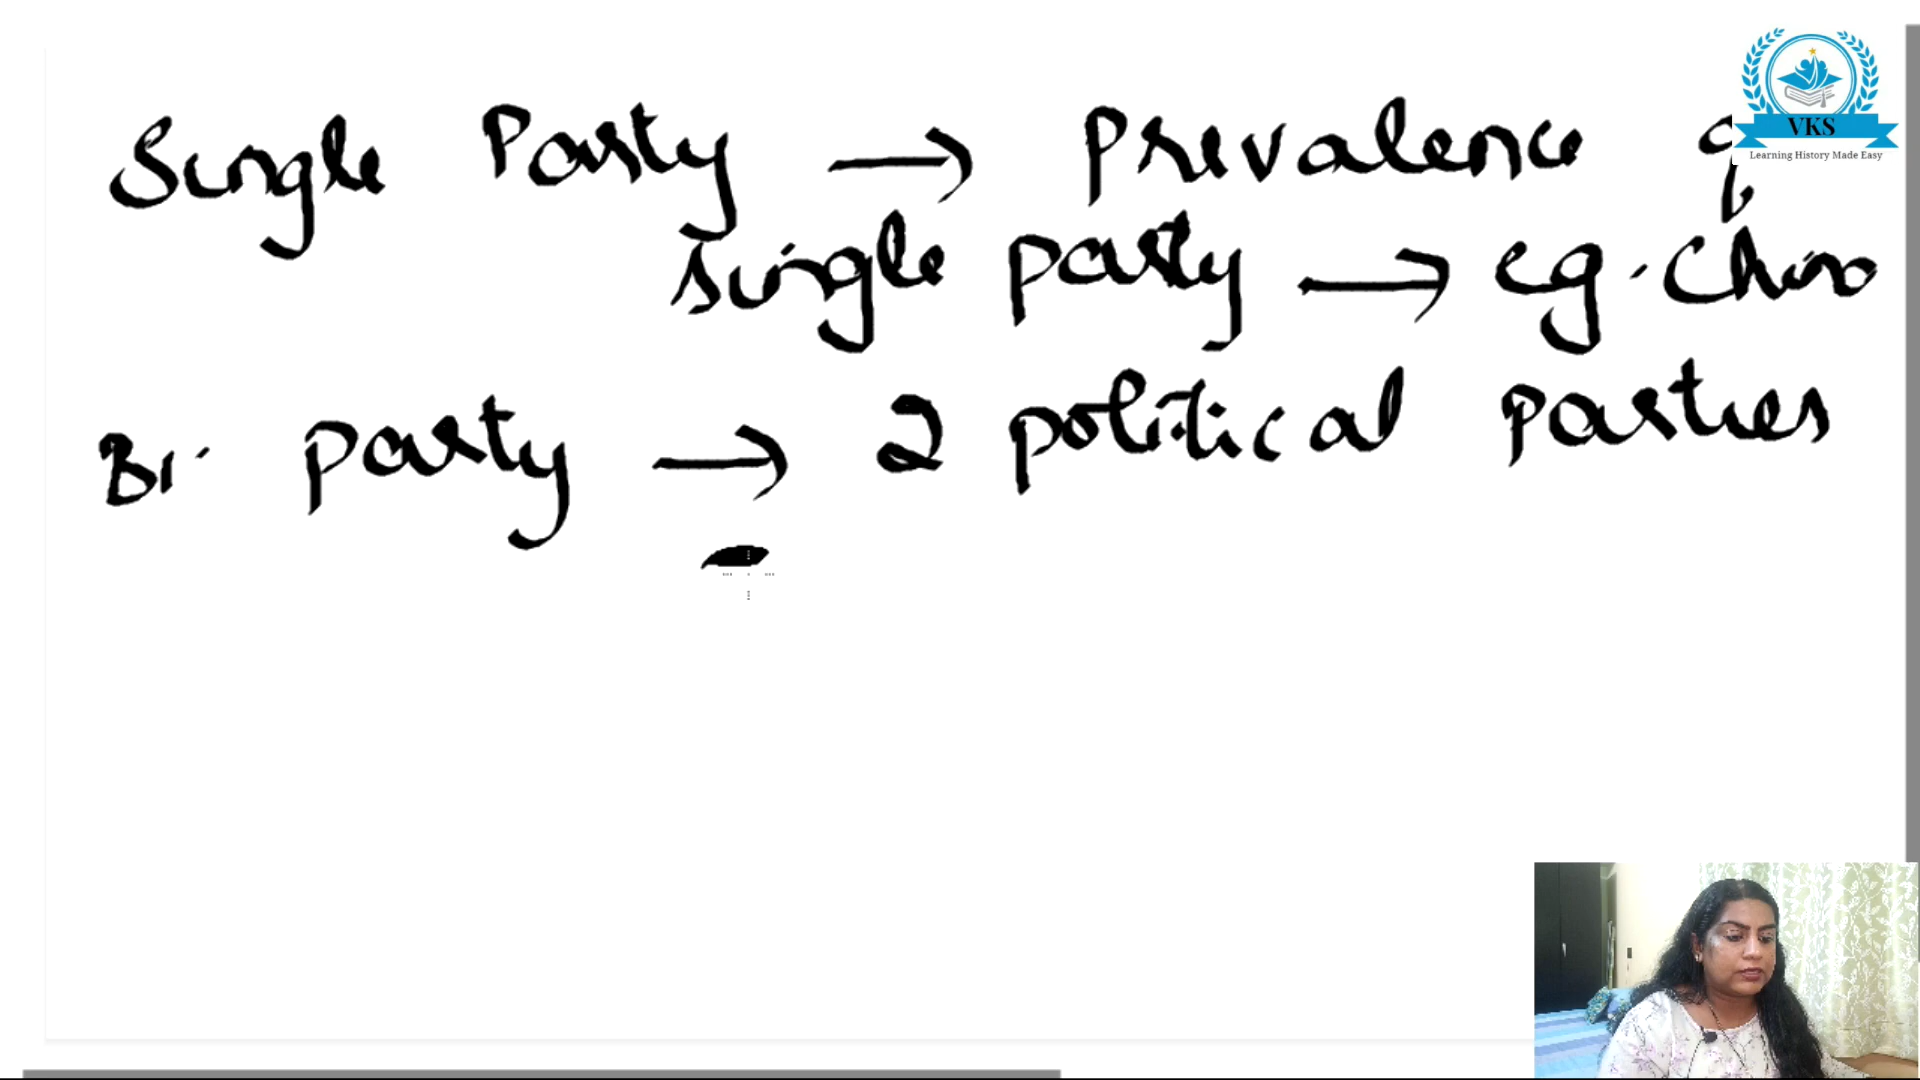 Single Party → Prevalence of
single party → eg. China
Bi party → 2 political parties
VKS
Learning History Made Easy